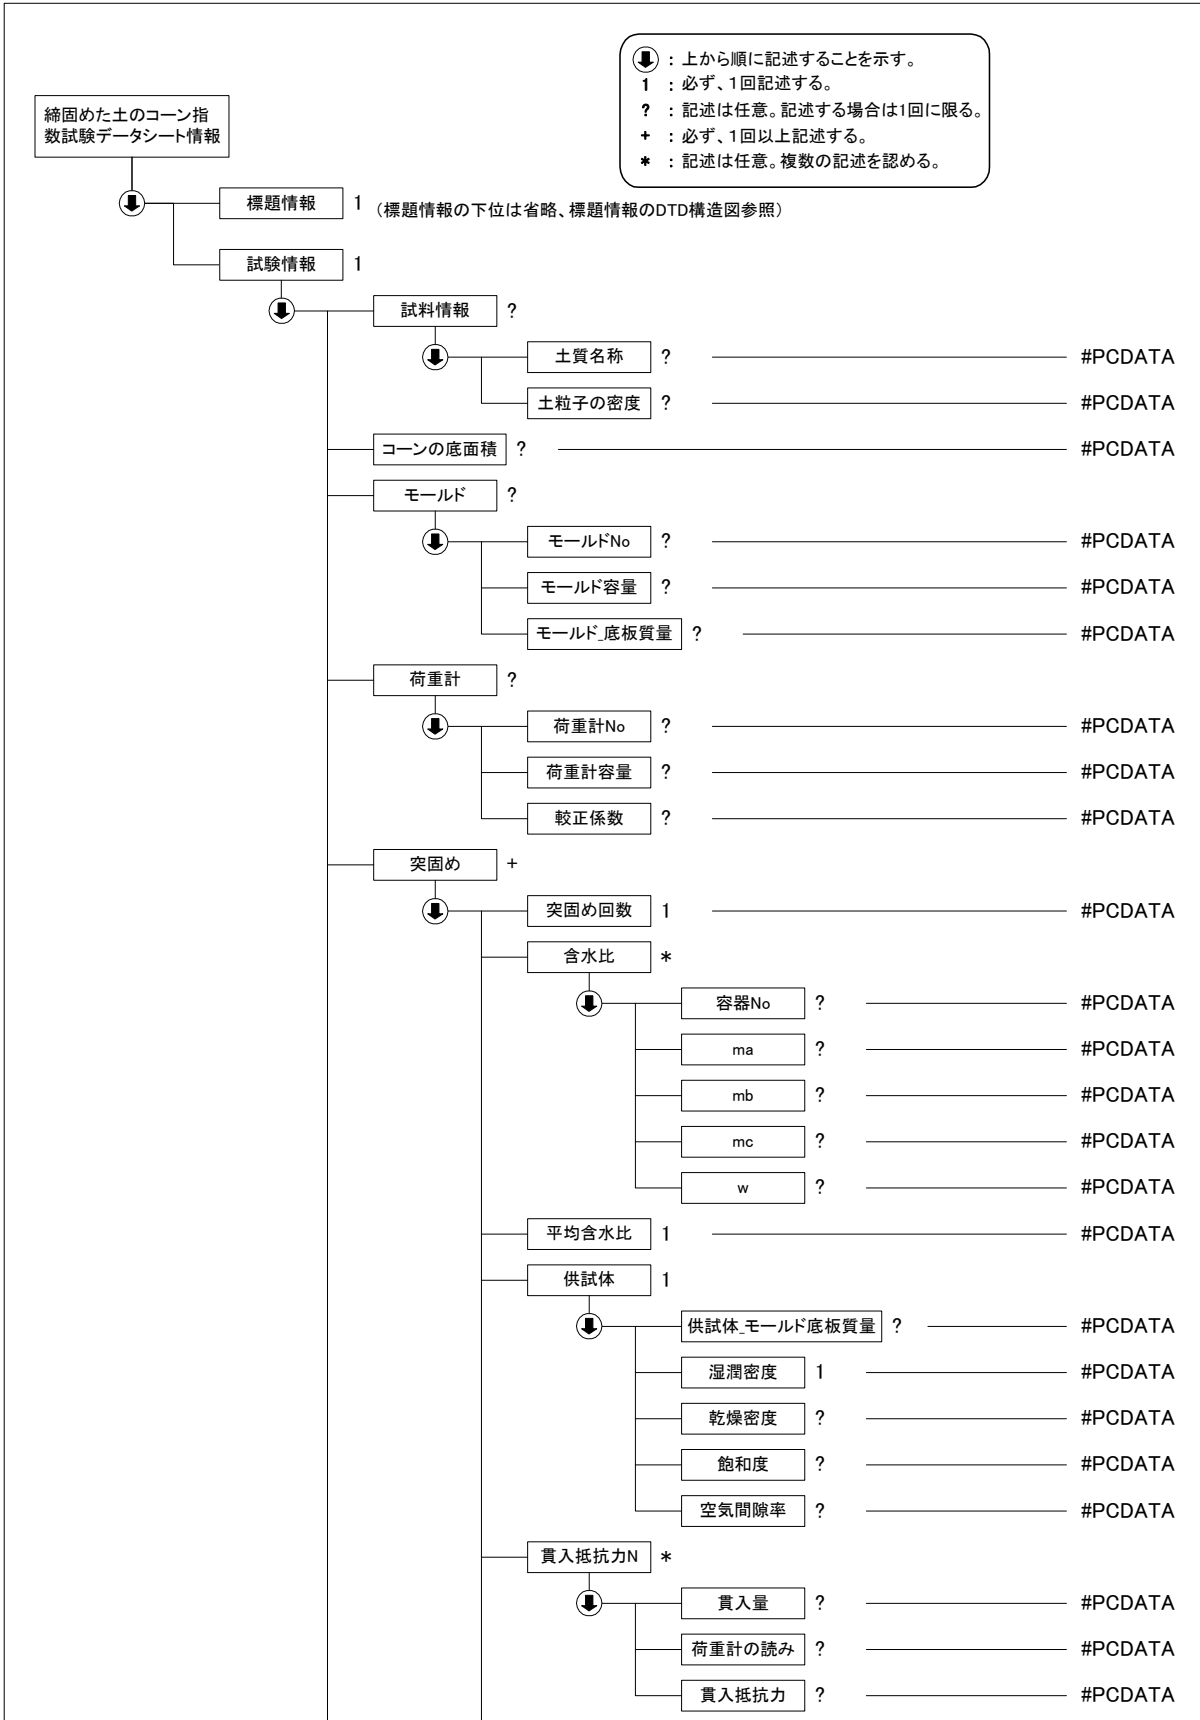 : 上から順に記述することを示す。
1 : 必ず、1回記述する。
? : 記述は任意。記述する場合は1回に限る。
+ : 必ず、1回以上記述する。
* : 記述は任意。複数の記述を認める。
締固めた土のコーン指
数試験データシート情報
標題情報 1 (標題情報の下位は省略、標題情報のDTD構造図参照)
試験情報 1
試料情報 ?
土質名称 ? #PCDATA
土粒子の密度 ? #PCDATA
コーンの底面積 ? #PCDATA
モールド ?
モールドNo ? #PCDATA
モールド容量 ? #PCDATA
モールド_底板質量 ? #PCDATA
荷重計 ?
荷重計No ? #PCDATA
荷重計容量 ? #PCDATA
較正係数 ? #PCDATA
突固め +
突固め回数 1 #PCDATA
含水比 *
容器No ? #PCDATA
ma ? #PCDATA
mb ? #PCDATA
mc ? #PCDATA
w ? #PCDATA
平均含水比 1 #PCDATA
供試体 1
供試体_モールド底板質量 ? #PCDATA
湿潤密度 1 #PCDATA
乾燥密度 ? #PCDATA
飽和度 ? #PCDATA
空気間隙率 ? #PCDATA
貫入抵抗力N *
貫入量 ? #PCDATA
荷重計の読み ? #PCDATA
貫入抵抗力 ? #PCDATA